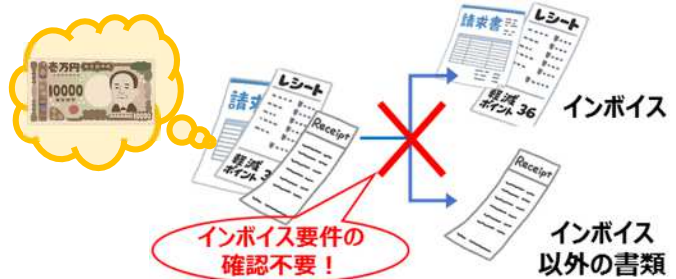 壱万円
10000
10000
請求
レシート
軽減
ポイント 3
Receipt
インボイス要件の
確認不要！
請求書
レシート
軽減
ポイント 36
インボイス
Receipt
インボイス
以外の書類